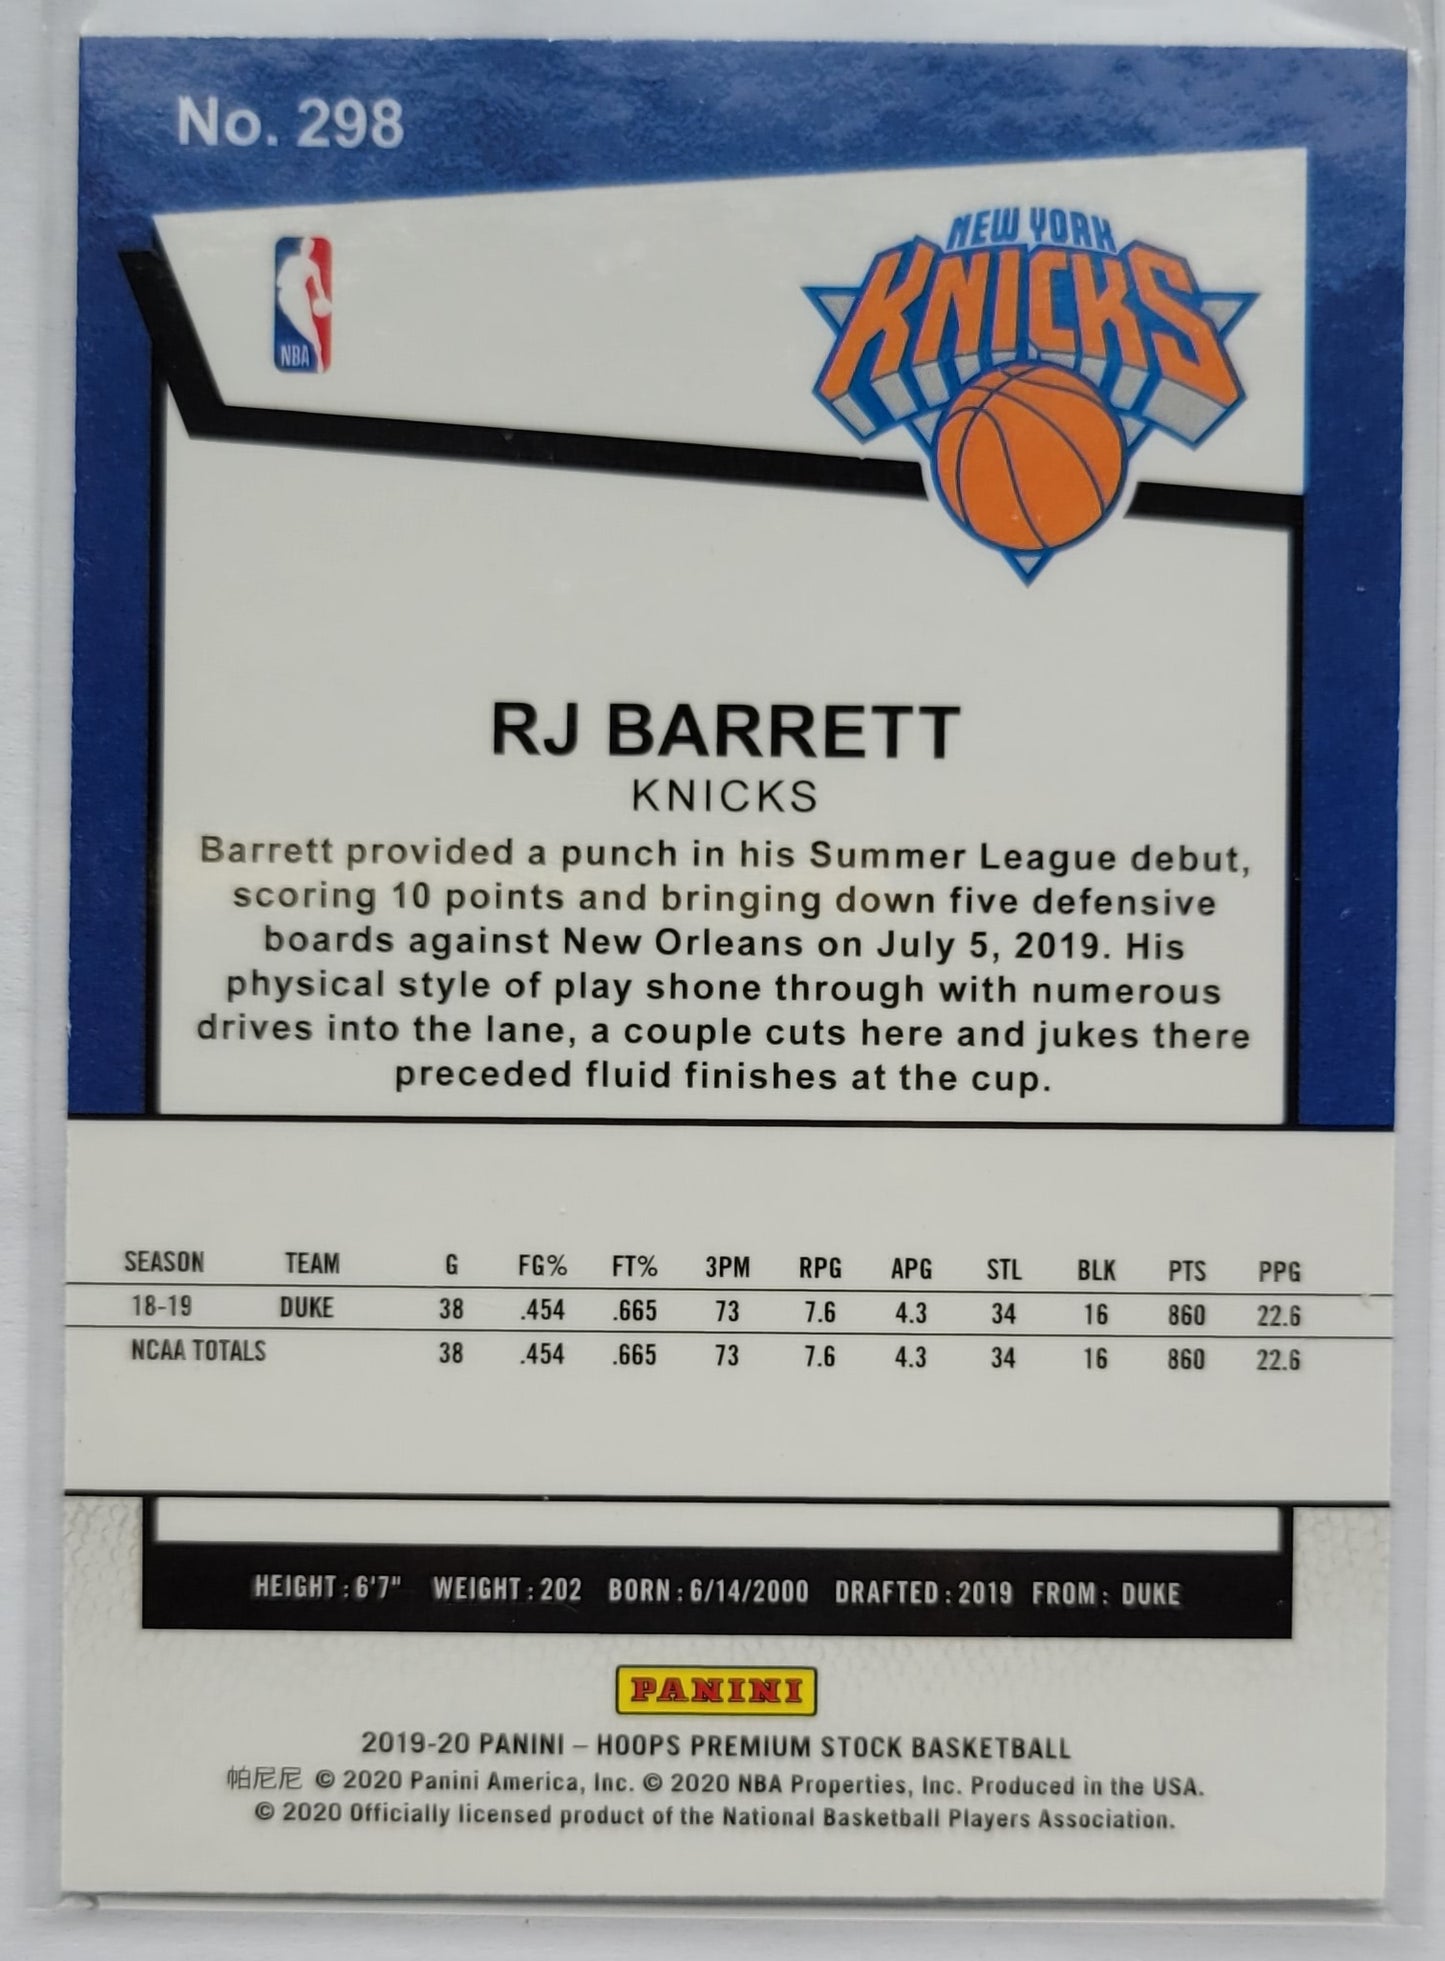 No. 298
NBA
NEW YORK
KNICKS
RJ BARRETT
KNICKS
Barrett provided a punch in his Summer League debut,
scoring 10 points and bringing down five defensive
boards against New Orleans on July 5, 2019. His
physical style of play shone through with numerous
drives into the lane, a couple cuts here and jukes there
preceded fluid finishes at the cup.
SEASON TEAM G FG% FT% 3PM RPG APG STL BLK PTS PPG
18-19 DUKE 38 .454 .665 73 7.6 4.3 34 16 860 22.6
NCAA TOTALS 38 .454 .665 73 7.6 4.3 34 16 860 22.6
HEIGHT : 6'7" WEIGHT : 202 BORN : 6/14/2000 DRAFTED : 2019 FROM : DUKE
PANINI
2019-20 PANINI – HOOPS PREMIUM STOCK BASKETBALL
帕尼尼 © 2020 Panini America, Inc. © 2020 NBA Properties, Inc. Produced in the USA.
© 2020 Officially licensed product of the National Basketball Players Association.